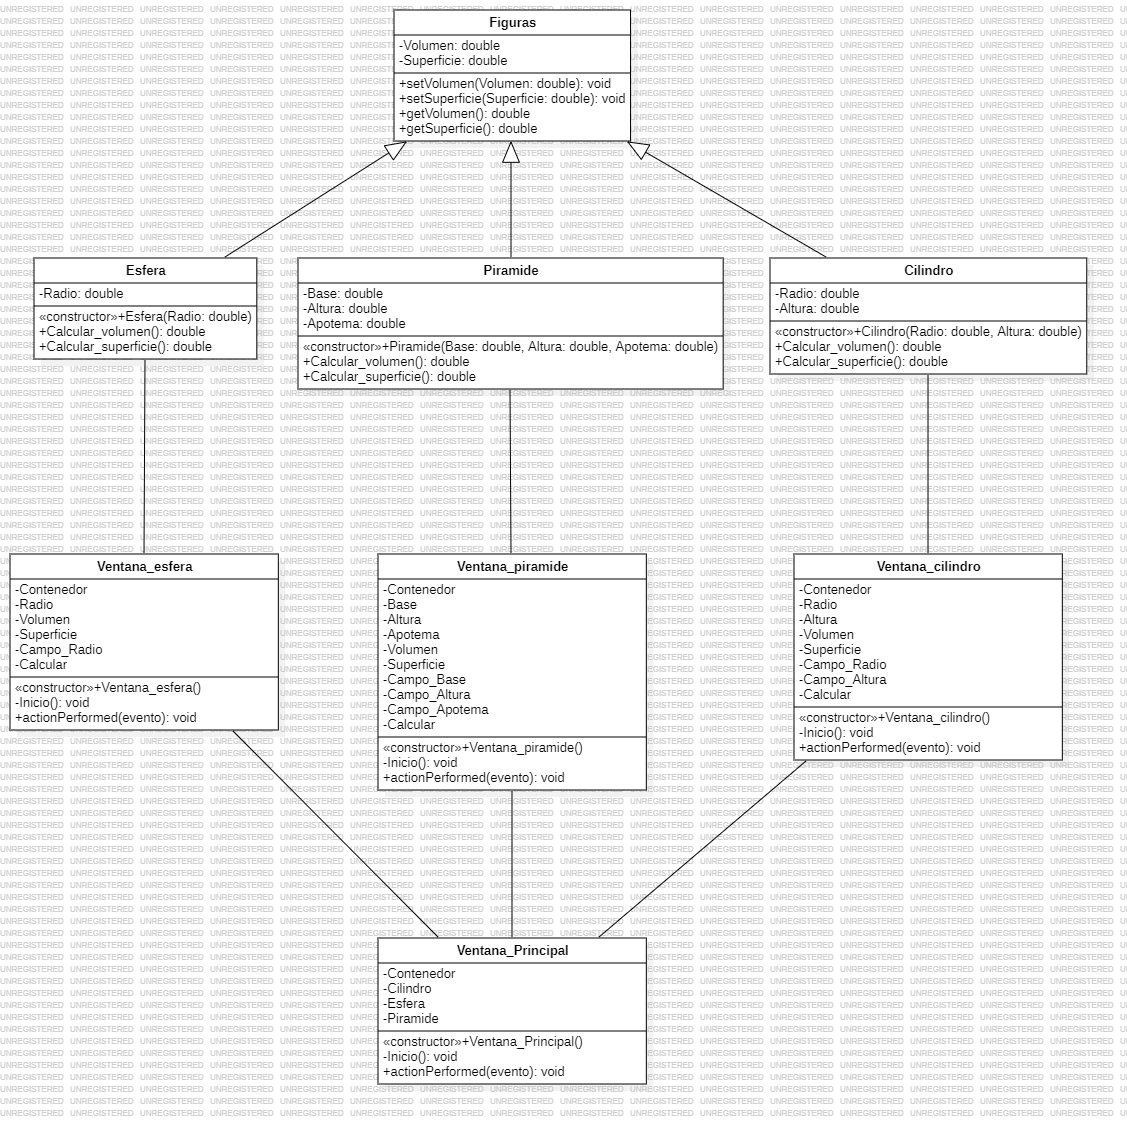 Figuras
-Volumen: double
-Superficie: double
+setVolumen(Volumen: double): void
+setSuperficie(Superficie: double): void
+getVolumen(): double
+getSuperficie(): double
Esfera
-Radio: double
«constructor»+Esfera(Radio: double)
+Calcular_volumen(): double
+Calcular_superficie(): double
Piramide
-Base: double
-Altura: double
-Apotema: double
«constructor»+Piramide(Base: double, Altura: double, Apotema: double)
+Calcular_volumen(): double
+Calcular_superficie(): double
Cilindro
-Radio: double
-Altura: double
«constructor»+Cilindro(Radio: double, Altura: double)
+Calcular_volumen(): double
+Calcular_superficie(): double
Ventana_esfera
-Contenedor
-Radio
-Volumen
-Superficie
-Campo_Radio
-Calcular
«constructor»+Ventana_esfera()
-Inicio(): void
+actionPerformed(evento): void
Ventana_piramide
-Contenedor
-Base
-Altura
-Apotema
-Volumen
-Superficie
-Campo_Base
-Campo_Altura
-Campo_Apotema
-Calcular
«constructor»+Ventana_piramide()
-Inicio(): void
+actionPerformed(evento): void
Ventana_cilindro
-Contenedor
-Radio
-Altura
-Volumen
-Superficie
-Campo_Radio
-Campo_Altura
-Calcular
«constructor»+Ventana_cilindro()
-Inicio(): void
+actionPerformed(evento): void
Ventana_Principal
-Contenedor
-Cilindro
-Esfera
-Piramide
«constructor»+Ventana_Principal()
-Inicio(): void
+actionPerformed(evento): void
UNREGISTERED